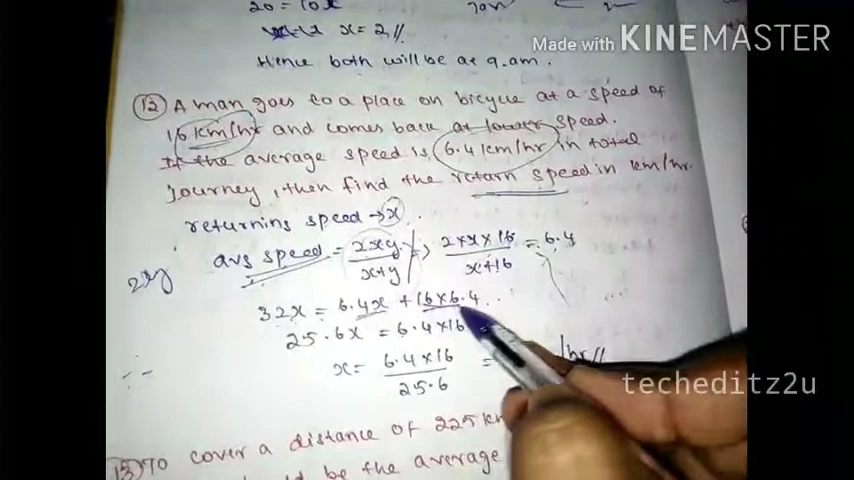 20 = 10x
x = 2 //
Hence both will be at 9.am.
Made with KINEMASTER
(12) A man goes to a place on bicycle at a speed of
16 km/hr and comes back at lower speed.
If the average speed is 6.4 km/hr in total
Journey, then find the return speed in km/hr.
returning speed → x.
avg speed = 2xy / x+y => 2×x×16 / x+16 = 6.4
2xy
32x = 6.4x + 16×6.4
25.6x = 6.4×16
x = 6.4×16 / 25.6 = /hr //
techeditz2u
(13) TO cover a distance of 225 km
be the average